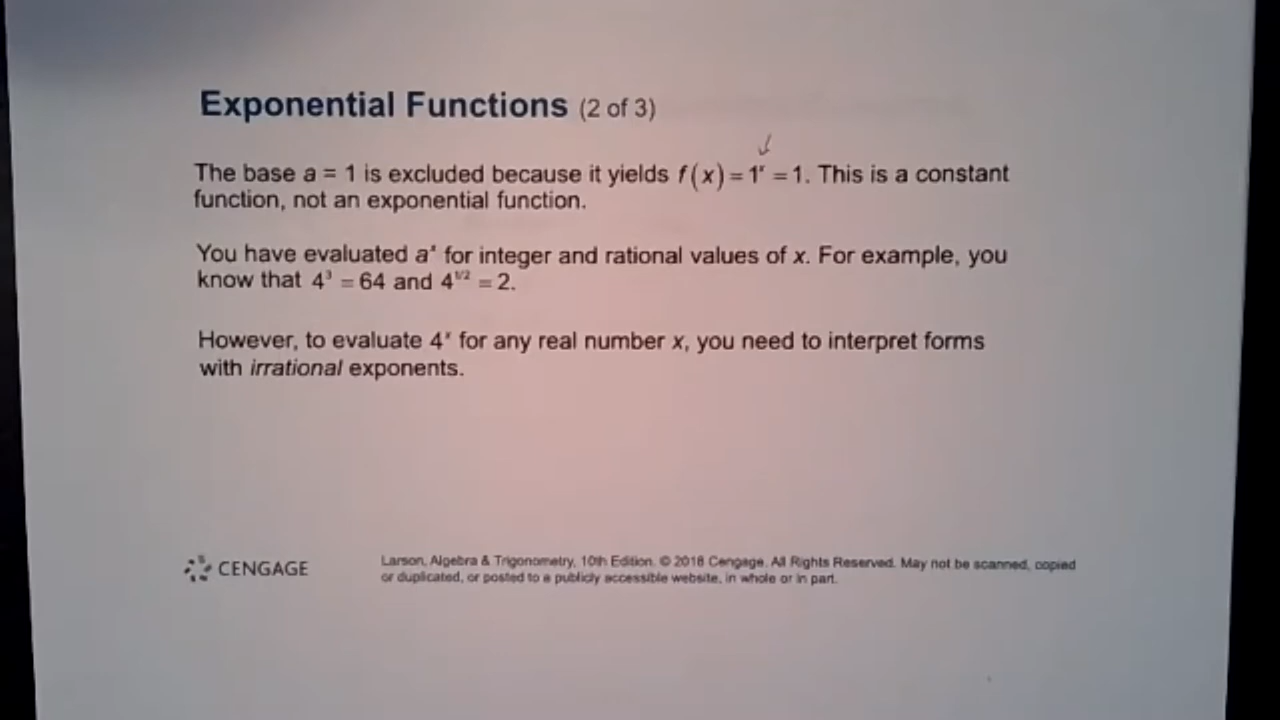 Exponential Functions (2 of 3)
The base a = 1 is excluded because it yields f(x) = 1ˣ = 1. This is a constant
function, not an exponential function.
You have evaluated aˣ for integer and rational values of x. For example, you
know that 4³ = 64 and 4¹ᐟ² = 2.
However, to evaluate 4ˣ for any real number x, you need to interpret forms
with irrational exponents.
CENGAGE
Larson, Algebra & Trigonometry, 10th Edition. © 2018 Cengage. All Rights Reserved. May not be scanned, copied
or duplicated, or posted to a publicly accessible website, in whole or in part.